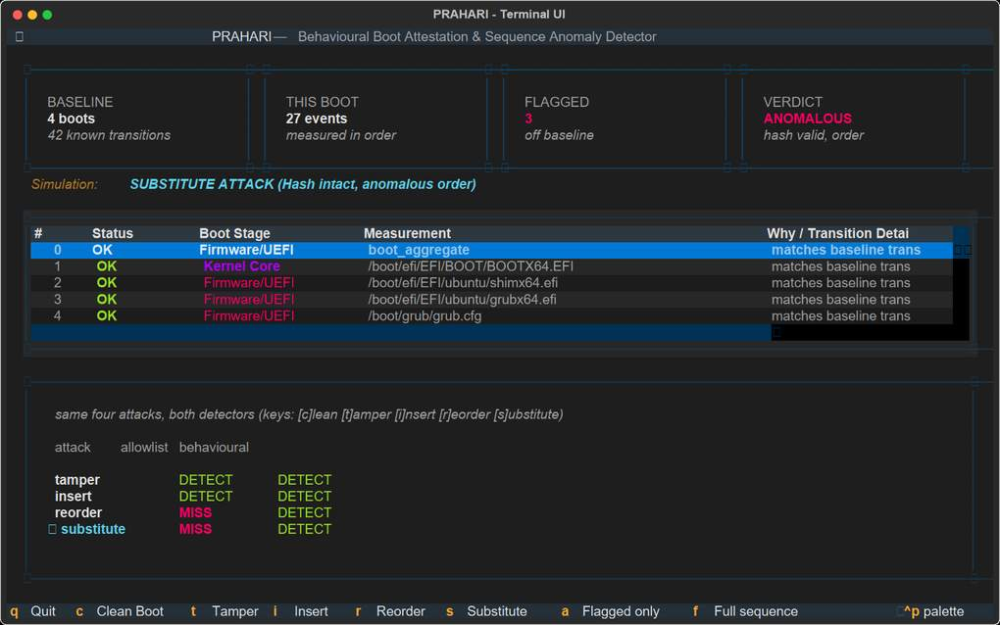 PRAHARI - Terminal UI
PRAHARI— Behavioural Boot Attestation & Sequence Anomaly Detector
BASELINE THIS BOOT FLAGGED VERDICT
4 boots 27 events 3 ANOMALOUS
42 known transitions measured in order off baseline hash valid, order
Simulation: SUBSTITUTE ATTACK (Hash intact, anomalous order)
# Status Boot Stage Measurement Why / Transition Detai
0 OK Firmware/UEFI boot_aggregate matches baseline trans
1 OK Kernel Core /boot/efi/EFI/BOOT/BOOTX64.EFI matches baseline trans
2 OK Firmware/UEFI /boot/efi/EFI/ubuntu/shimx64.efi matches baseline trans
3 OK Firmware/UEFI /boot/efi/EFI/ubuntu/grubx64.efi matches baseline trans
4 OK Firmware/UEFI /boot/grub/grub.cfg matches baseline trans
same four attacks, both detectors (keys: [c]lean [t]amper [i]nsert [r]eorder [s]ubstitute)
attack allowlist behavioural
tamper DETECT DETECT
insert DETECT DETECT
reorder MISS DETECT
substitute MISS DETECT
q Quit c Clean Boot t Tamper i Insert r Reorder s Substitute a Flagged only f Full sequence ^p palette